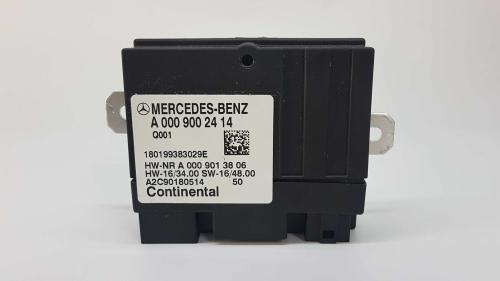 MERCEDES-BENZ
A 000 900 24 14
Q001
180199383029E
HW-NR A 000 901 38 06
HW-16/34.00 SW-16/48.00
A2C90180514 50
Continental